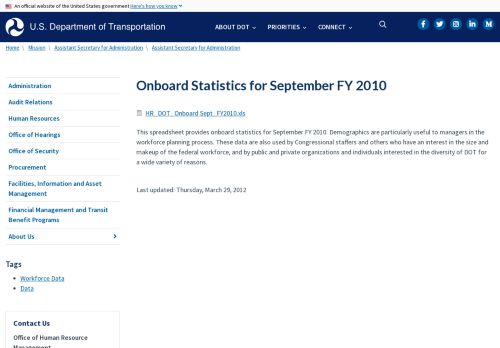 An official website of the United States government Here's how you know
U.S. Department of Transportation
ABOUT DOT
PRIORITIES
CONNECT
Home \ Mission \ Assistant Secretary for Administration \ Assistant Secretary for Administration
Administration
Audit Relations
Human Resources
Office of Hearings
Office of Security
Procurement
Facilities, Information and Asset
Management
Financial Management and Transit
Benefit Programs
About Us
Tags
Workforce Data
Data
Contact Us
Office of Human Resource
Management
Onboard Statistics for September FY 2010
HR_DOT_Onboard Sept_FY2010.xls
This spreadsheet provides onboard statistics for September FY 2010. Demographics are particularly useful to managers in the
workforce planning process. These data are also used by Congressional staffers and others who have an interest in the size and
makeup of the federal workforce, and by public and private organizations and individuals interested in the diversity of DOT for
a wide variety of reasons.
Last updated: Thursday, March 29, 2012